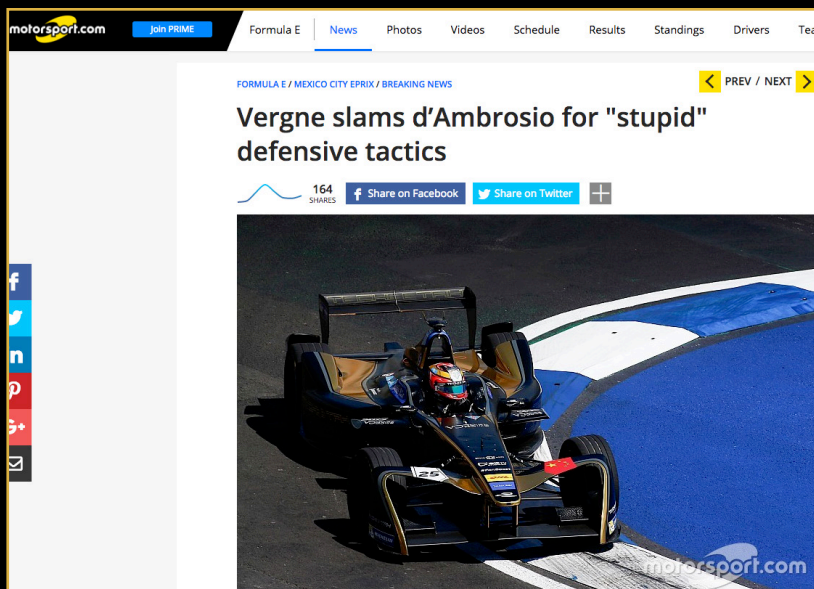 motorsport.com
Join PRIME
Formula E
News
Photos
Videos
Schedule
Results
Standings
Drivers
Tea
FORMULA E / MEXICO CITY EPRIX / BREAKING NEWS
PREV / NEXT
Vergne slams d’Ambrosio for "stupid"
defensive tactics
164
SHARES
Share on Facebook
Share on Twitter
25
motorsport.com